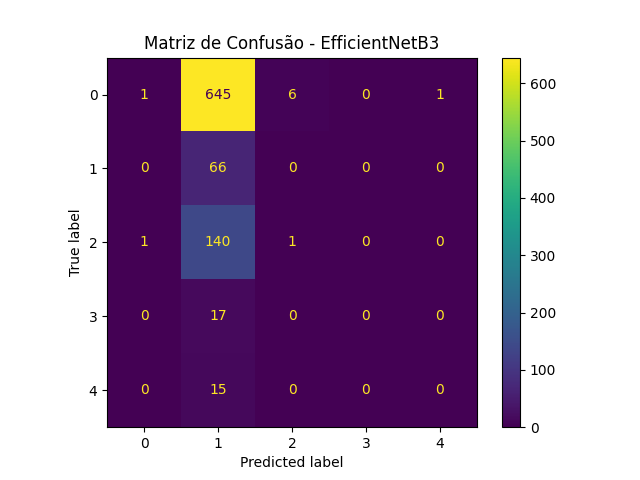 Matriz de Confusão - EfficientNetB3
0 1 645 6 0 1
1 0 66 0 0 0
2 1 140 1 0 0
3 0 17 0 0 0
4 0 15 0 0 0
0 1 2 3 4
Predicted label
True label
600
500
400
300
200
100
0